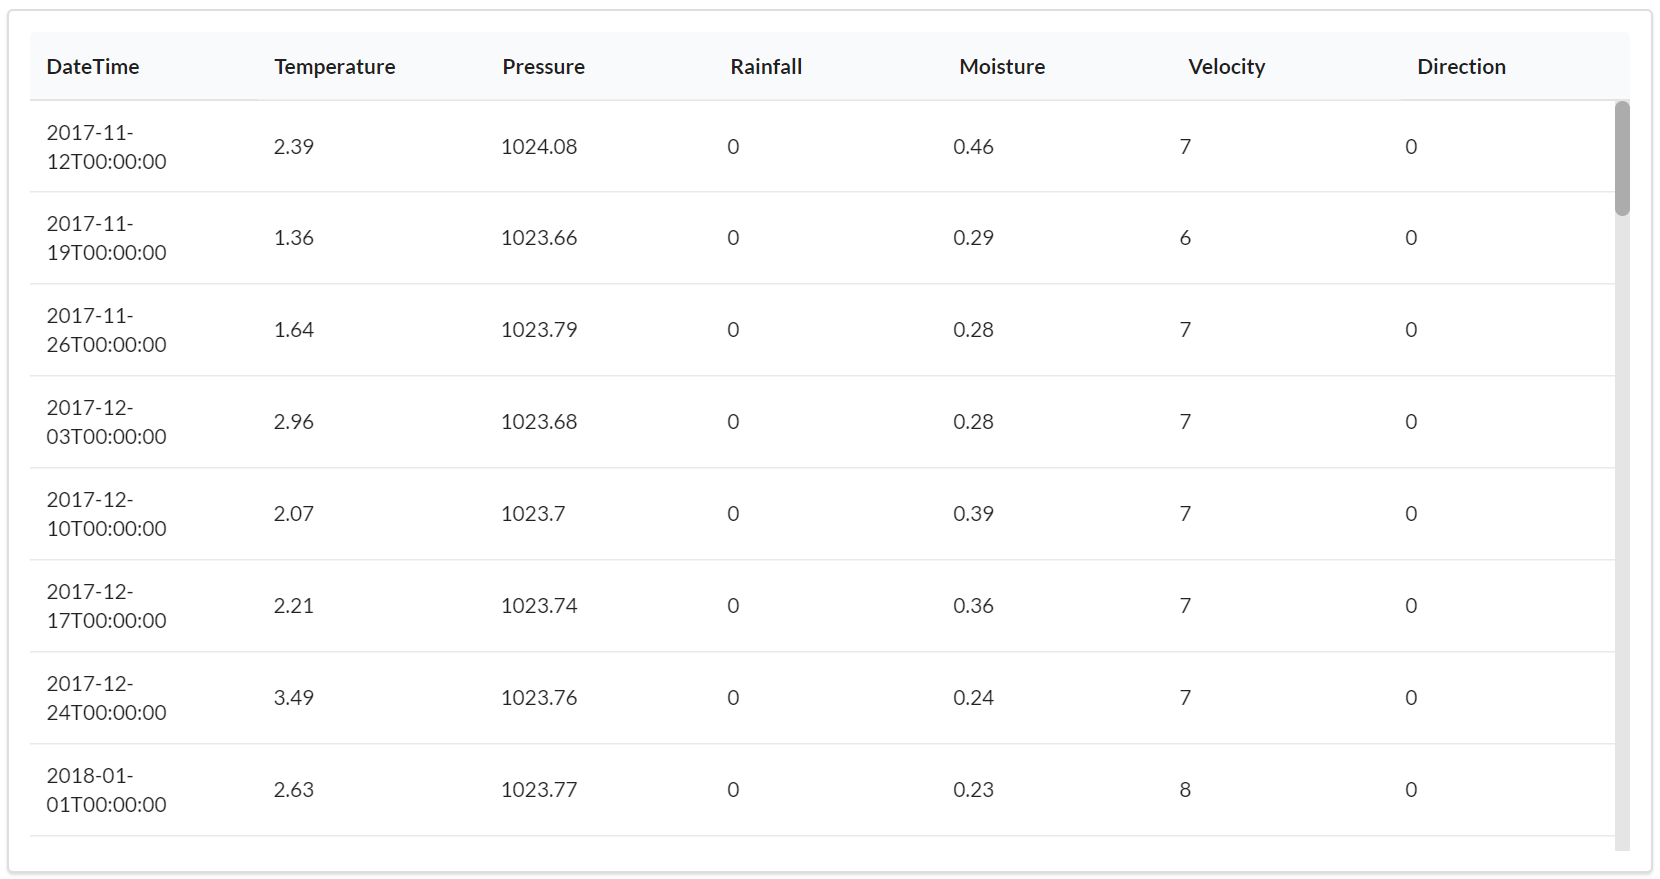 DateTime Temperature Pressure Rainfall Moisture Velocity Direction
2017-11-
12T00:00:00 2.39 1024.08 0 0.46 7 0
2017-11-
19T00:00:00 1.36 1023.66 0 0.29 6 0
2017-11-
26T00:00:00 1.64 1023.79 0 0.28 7 0
2017-12-
03T00:00:00 2.96 1023.68 0 0.28 7 0
2017-12-
10T00:00:00 2.07 1023.7 0 0.39 7 0
2017-12-
17T00:00:00 2.21 1023.74 0 0.36 7 0
2017-12-
24T00:00:00 3.49 1023.76 0 0.24 7 0
2018-01-
01T00:00:00 2.63 1023.77 0 0.23 8 0